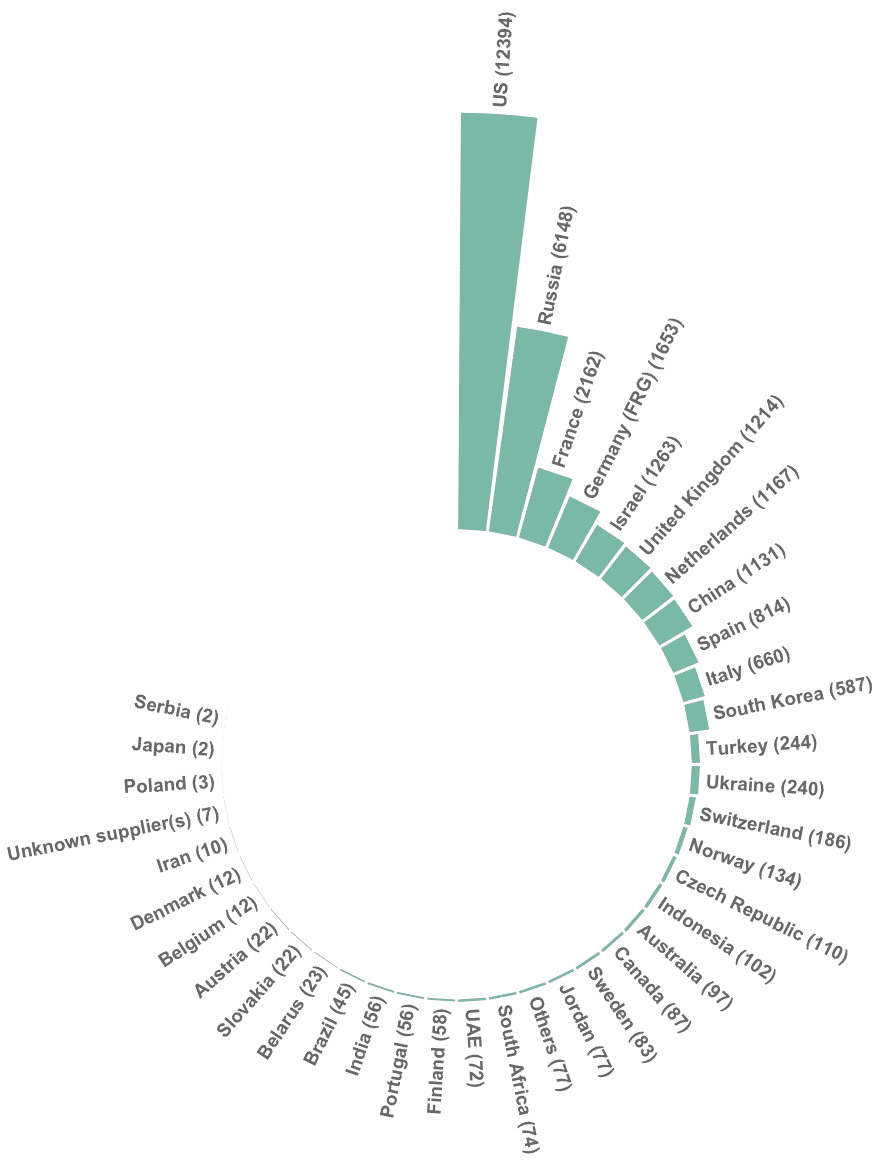 US (12394)
Russia (6148)
France (2162)
Germany (FRG) (1653)
Israel (1263)
United Kingdom (1214)
Netherlands (1167)
China (1131)
Spain (814)
Italy (660)
South Korea (587)
Turkey (244)
Ukraine (240)
Switzerland (186)
Norway (134)
Czech Republic (110)
Indonesia (102)
Australia (97)
Canada (87)
Sweden (83)
Jordan (77)
Others (77)
South Africa (74)
UAE (72)
Finland (58)
Portugal (56)
India (56)
Brazil (45)
Belarus (23)
Slovakia (22)
Austria (22)
Belgium (12)
Denmark (12)
Iran (10)
Unknown supplier(s) (7)
Poland (3)
Japan (2)
Serbia (2)